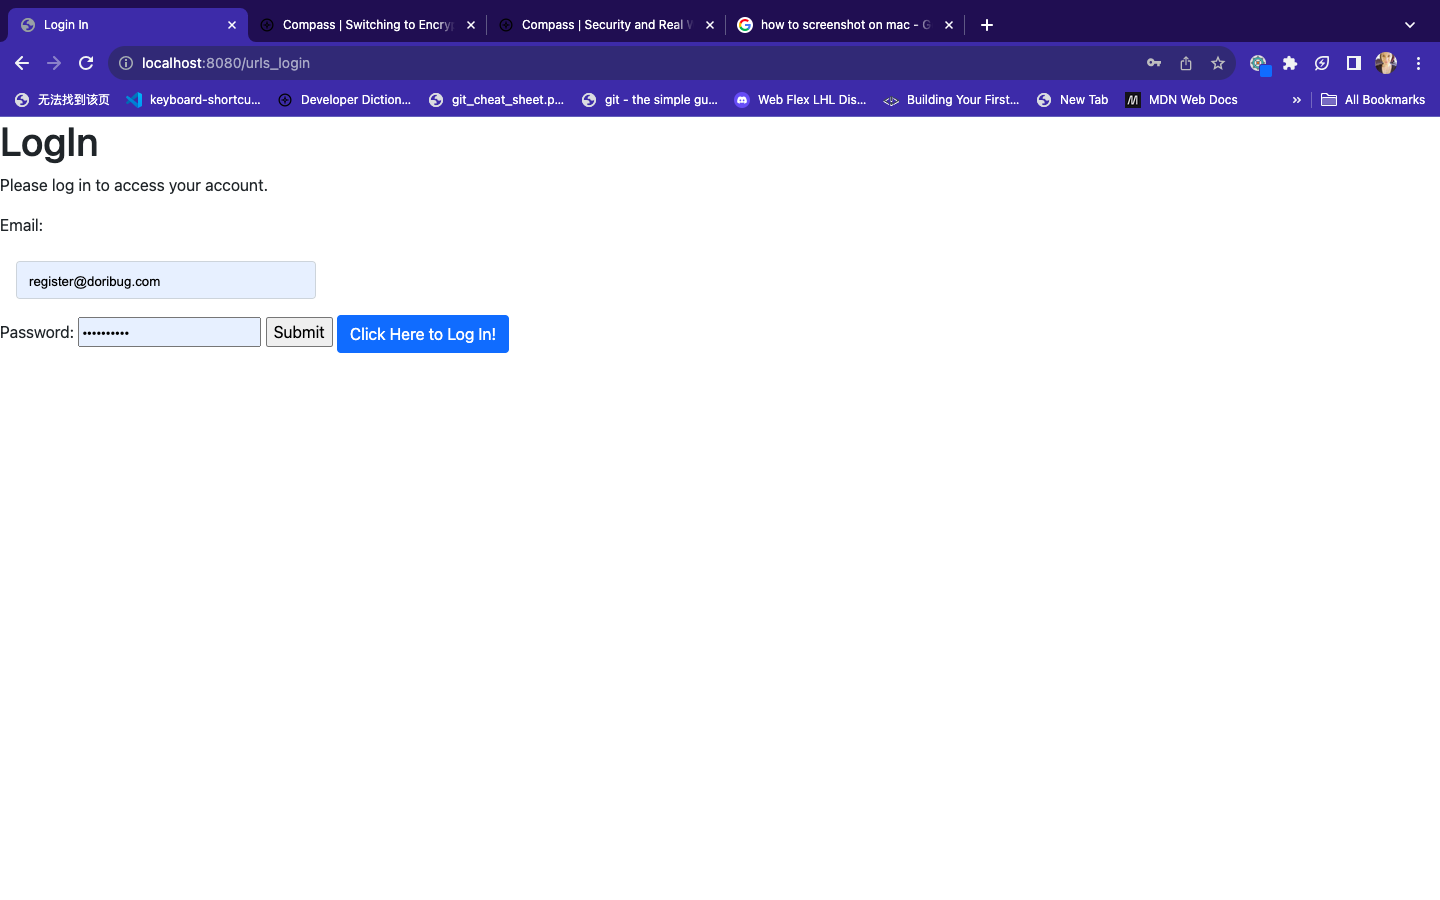 Login In
Compass | Switching to Encry
Compass | Security and Real
how to screenshot on mac - G
localhost:8080/urls_login
无法找到该页
keyboard-shortcu...
Developer Diction...
git_cheat_sheet.p...
git - the simple gu...
Web Flex LHL Dis...
Building Your First...
New Tab
MDN Web Docs
»
All Bookmarks
LogIn
Please log in to access your account.
Email:
register@doribug.com
Password: •••••••••• Submit Click Here to Log In!